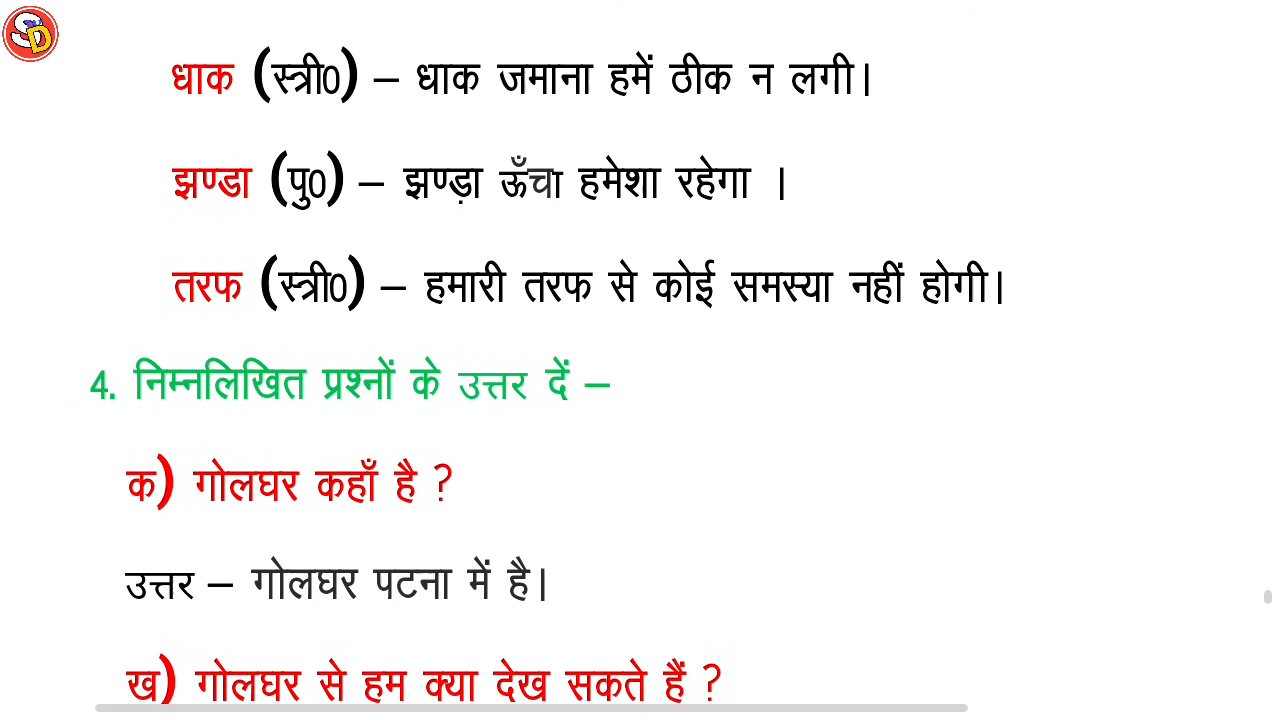 SD
धाक (स्त्री0) – धाक जमाना हमें ठीक न लगी।
झण्डा (पु0) – झण्ड़ा ऊँचा हमेशा रहेगा ।
तरफ (स्त्री0) – हमारी तरफ से कोई समस्या नहीं होगी।
4. निम्नलिखित प्रश्नों के उत्तर दें –
क) गोलघर कहाँ है ?
उत्तर – गोलघर पटना में है।
ख) गोलघर से हम क्या देख सकते हैं ?